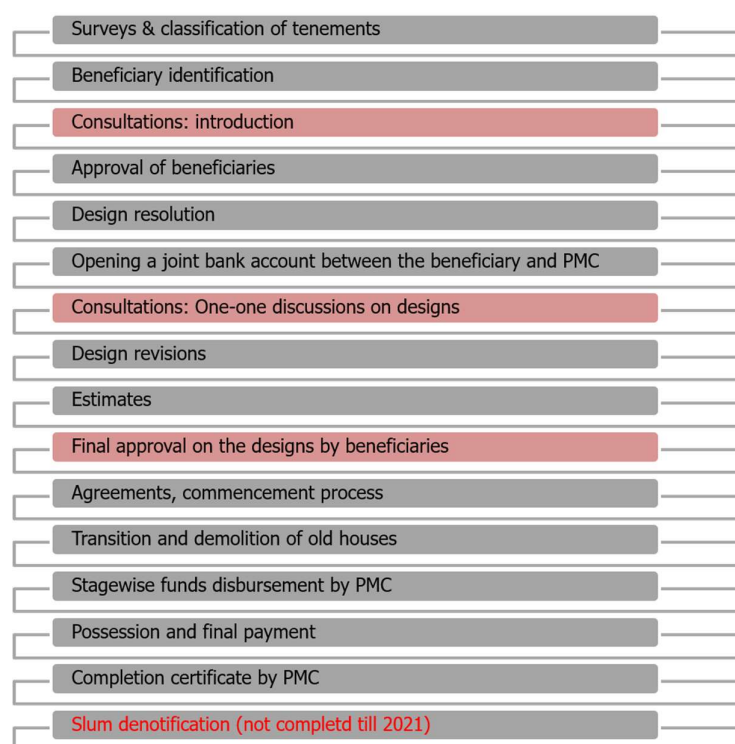 Surveys & classification of tenements
Beneficiary identification
Consultations: introduction
Approval of beneficiaries
Design resolution
Opening a joint bank account between the beneficiary and PMC
Consultations: One-one discussions on designs
Design revisions
Estimates
Final approval on the designs by beneficiaries
Agreements, commencement process
Transition and demolition of old houses
Stagewise funds disbursement by PMC
Possession and final payment
Completion certificate by PMC
Slum denotification (not completd till 2021)